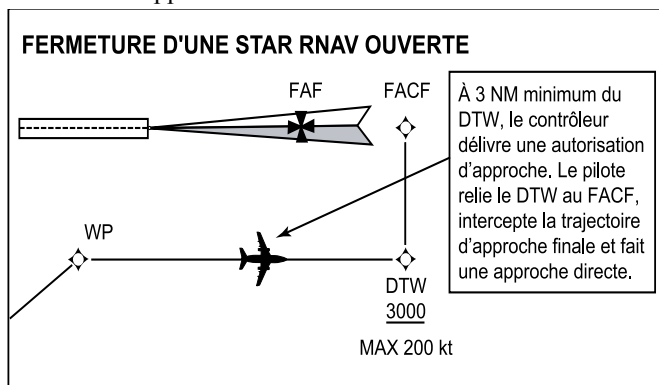 FERMETURE D'UNE STAR RNAV OUVERTE
FAF
FACF
À 3 NM minimum du
DTW, le contrôleur
délivre une autorisation
d'approche. Le pilote
relie le DTW au FACF,
intercepte la trajectoire
d'approche finale et fait
une approche directe.
WP
DTW
3000
MAX 200 kt